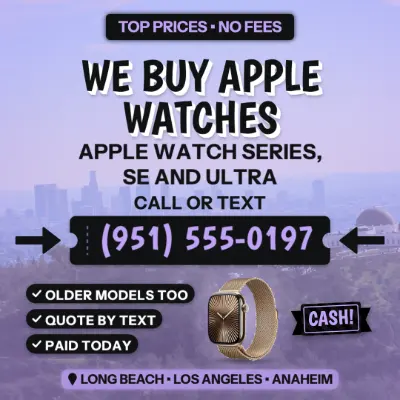 TOP PRICES • NO FEES
WE BUY APPLE
WATCHES
APPLE WATCH SERIES,
SE AND ULTRA
CALL OR TEXT
(951) 555-0197
OLDER MODELS TOO
QUOTE BY TEXT
PAID TODAY
CASH!
LONG BEACH • LOS ANGELES • ANAHEIM